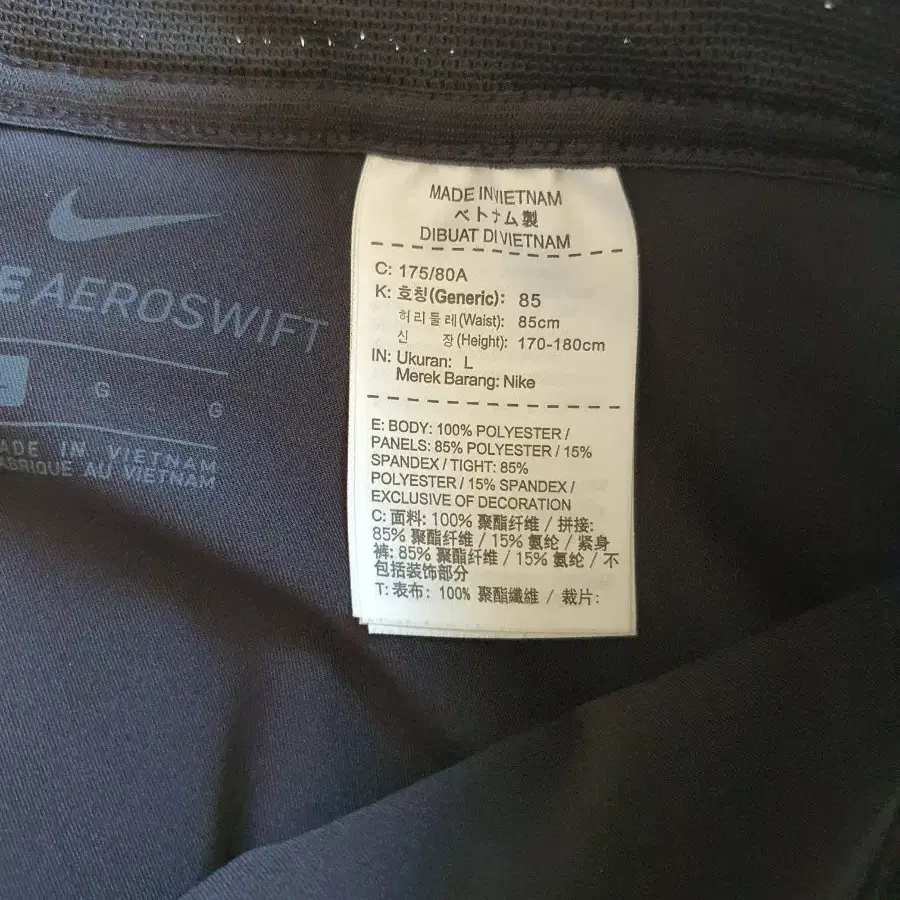 AEROSWIFT
G
G
MADE IN VIETNAM
AU VIETNAM
MADE IN VIETNAM
ベトナム製
DIBUAT DI VIETNAM
C: 175/80A
K: 호칭(Generic): 85
허리둘레(Waist): 85cm
신 장(Height): 170-180cm
IN: Ukuran: L
Merek Barang: Nike
E: BODY: 100% POLYESTER /
PANELS: 85% POLYESTER / 15%
SPANDEX / TIGHT: 85%
POLYESTER / 15% SPANDEX /
EXCLUSIVE OF DECORATION
C: 面料: 100% 聚酯纤维 / 拼接:
85% 聚酯纤维 / 15% 氨纶 / 紧身
裤: 85% 聚酯纤维 / 15% 氨纶 / 不
包括装饰部分
T: 表布: 100% 聚酯纖維 / 裁片: